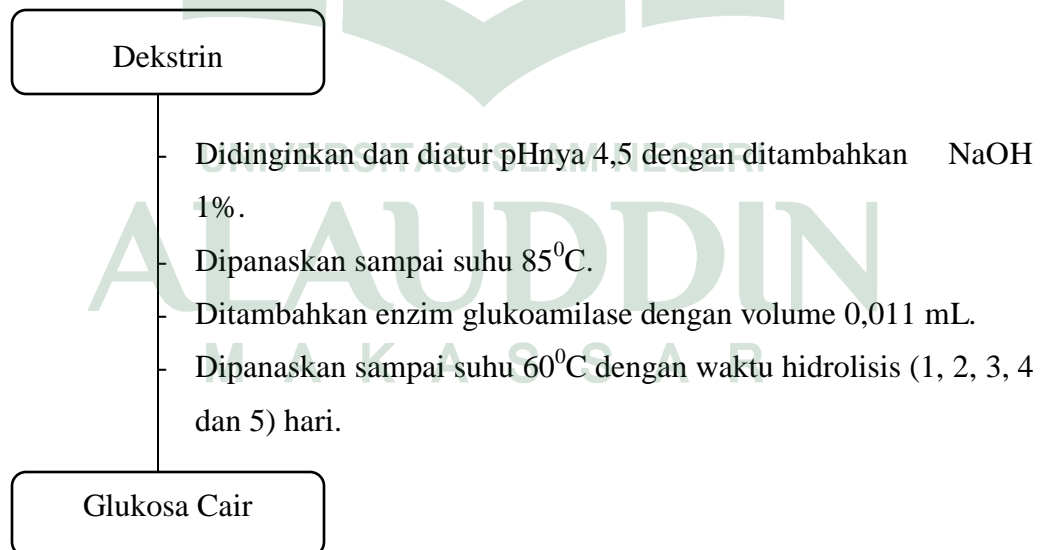 Dekstrin
- Didinginkan dan diatur pHnya 4,5 dengan ditambahkan NaOH
1%.
- Dipanaskan sampai suhu 85⁰C.
- Ditambahkan enzim glukoamilase dengan volume 0,011 mL.
- Dipanaskan sampai suhu 60⁰C dengan waktu hidrolisis (1, 2, 3, 4
dan 5) hari.
Glukosa Cair
UNIVERSITAS ISLAM NEGERI
ALAUDDIN
MAKASSAR